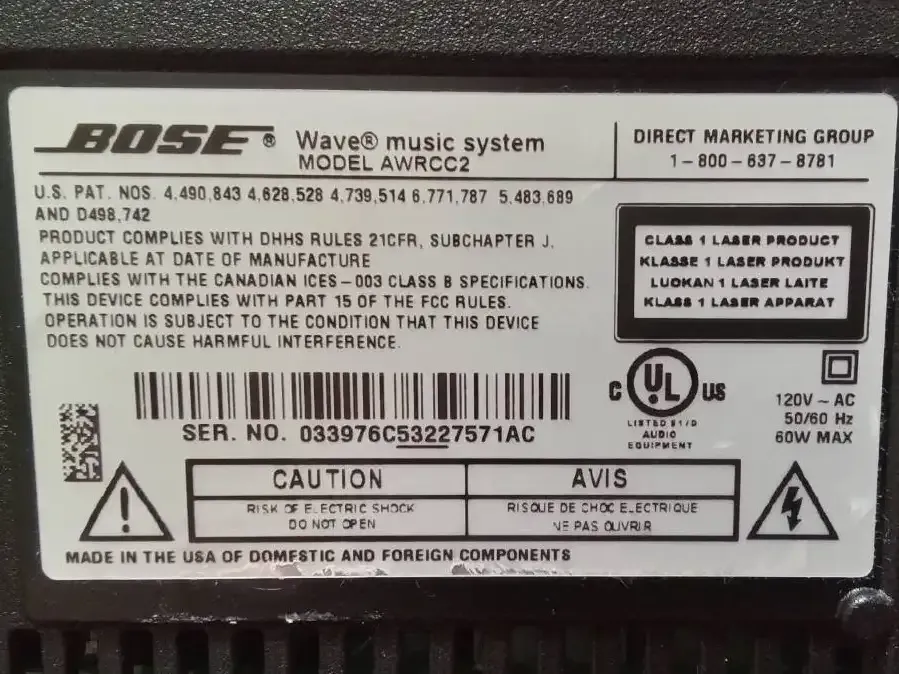 BOSE®
Wave® music system
MODEL AWRCC2
DIRECT MARKETING GROUP
1-800-637-8781
U.S. PAT. NOS. 4,490,843 4,628,528 4,739,514 6,771,787 5,483,689
AND D498,742
PRODUCT COMPLIES WITH DHHS RULES 21CFR, SUBCHAPTER J,
APPLICABLE AT DATE OF MANUFACTURE
COMPLIES WITH THE CANADIAN ICES-003 CLASS B SPECIFICATIONS.
THIS DEVICE COMPLIES WITH PART 15 OF THE FCC RULES.
OPERATION IS SUBJECT TO THE CONDITION THAT THIS DEVICE
DOES NOT CAUSE HARMFUL INTERFERENCE.
CLASS 1 LASER PRODUCT
KLASSE 1 LASER PRODUKT
LUOKAN 1 LASER LAITE
KLASS 1 LASER APPARAT
C UL US
LISTED
AUDIO
EQUIPMENT
120V ~ AC
50/60 Hz
60W MAX
SER. NO. 033976C53227571AC
CAUTION
RISK OF ELECTRIC SHOCK
DO NOT OPEN
AVIS
RISQUE DE CHOC ELECTRIQUE
NE PAS OUVRIR
MADE IN THE USA OF DOMESTIC AND FOREIGN COMPONENTS